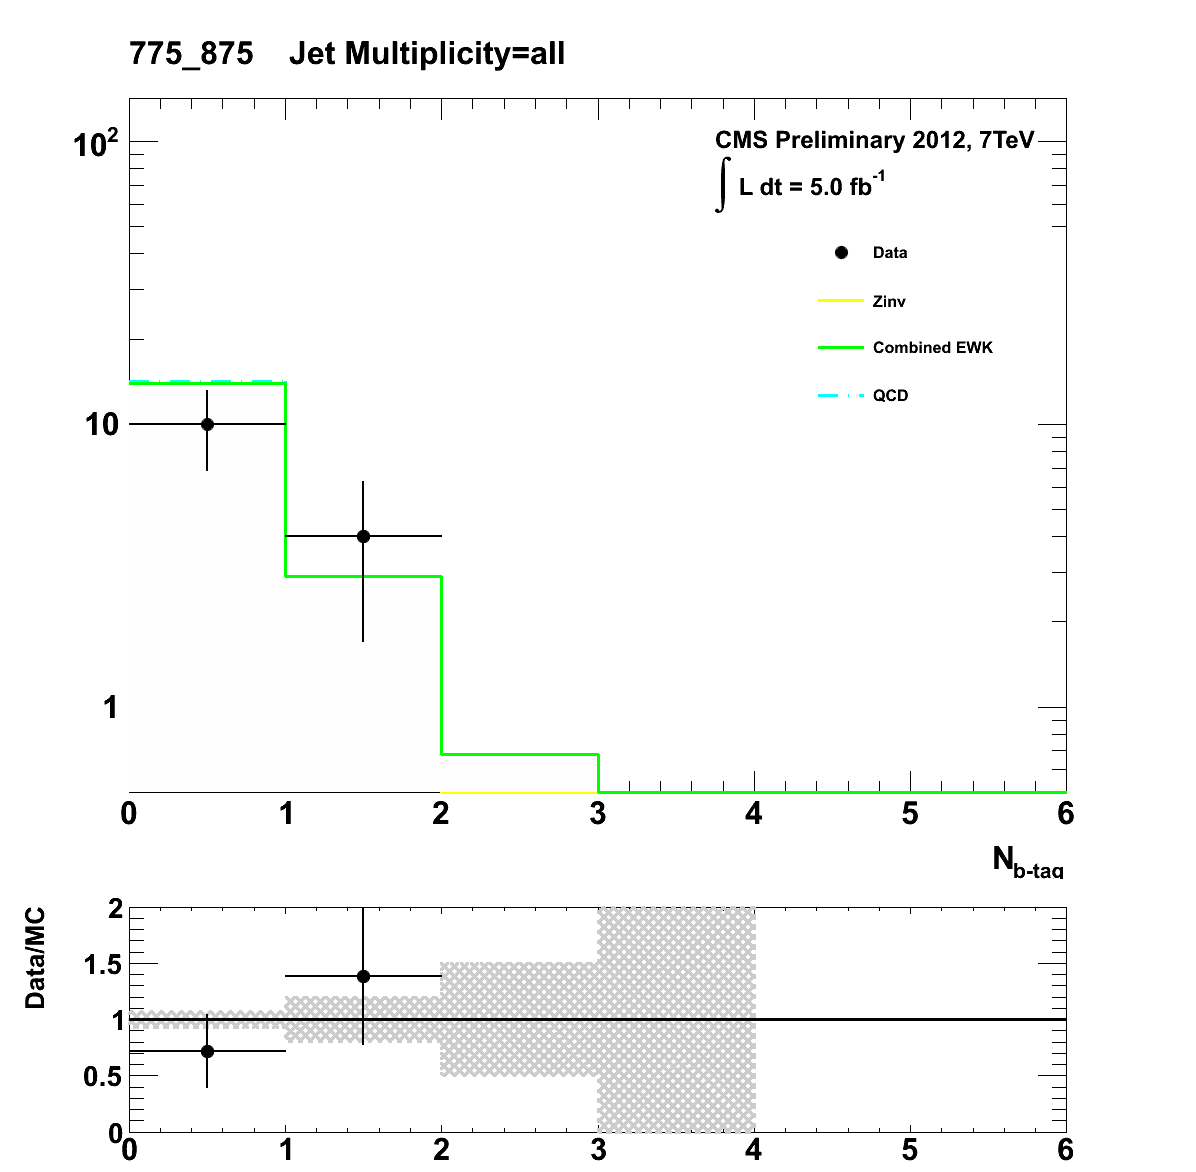 775_875 Jet Multiplicity=all
10²
CMS Preliminary 2012, 7TeV
∫ L dt = 5.0 fb⁻¹
Data
Zinv
Combined EWK
QCD
10
1
0 1 2 3 4 5 6
N_b-tag
Data/MC
2
1.5
1
0.5
0
0 1 2 3 4 5 6